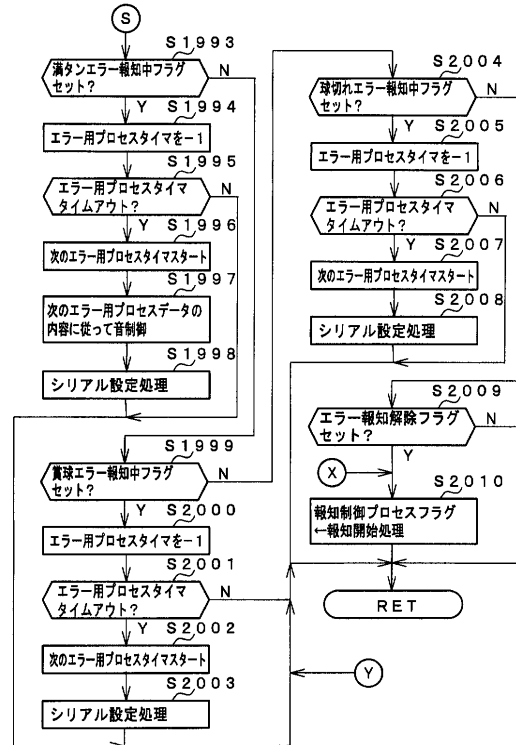 S
S1993
満タンエラー報知中フラグ
セット?
N
Y
S1994
エラー用プロセスタイマを-1
S1995
エラー用プロセスタイマ
タイムアウト?
N
Y
S1996
次のエラー用プロセスタイマスタート
S1997
次のエラー用プロセスデータの
内容に従って音制御
S1998
シリアル設定処理
S1999
賞球エラー報知中フラグ
セット?
N
Y
S2000
エラー用プロセスタイマを-1
S2001
エラー用プロセスタイマ
タイムアウト?
N
Y
S2002
次のエラー用プロセスタイマスタート
S2003
シリアル設定処理
S2004
球切れエラー報知中フラグ
セット?
N
Y
S2005
エラー用プロセスタイマを-1
S2006
エラー用プロセスタイマ
タイムアウト?
N
Y
S2007
次のエラー用プロセスタイマスタート
S2008
シリアル設定処理
S2009
エラー報知解除フラグ
セット?
N
Y
X
S2010
報知制御プロセスフラグ
←報知開始処理
RET
Y